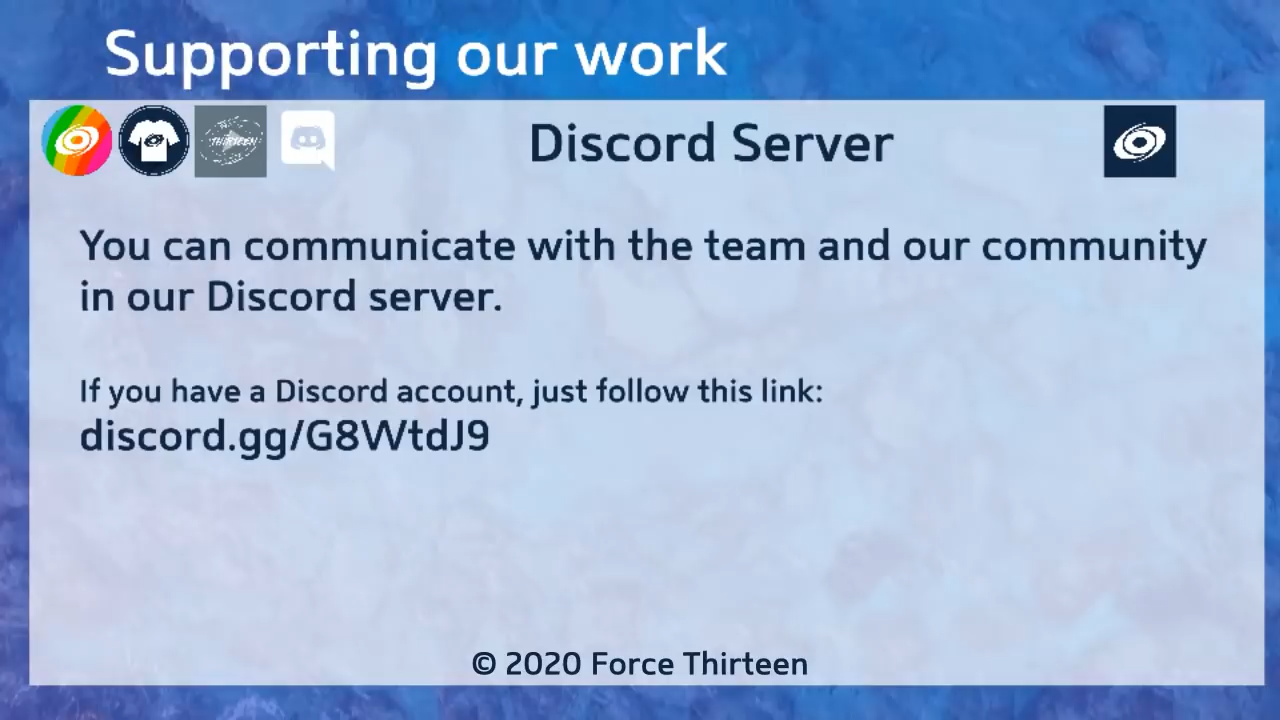 Supporting our work
THIRTEEN
Discord Server
You can communicate with the team and our community
in our Discord server.
If you have a Discord account, just follow this link:
discord.gg/G8WtdJ9
© 2020 Force Thirteen